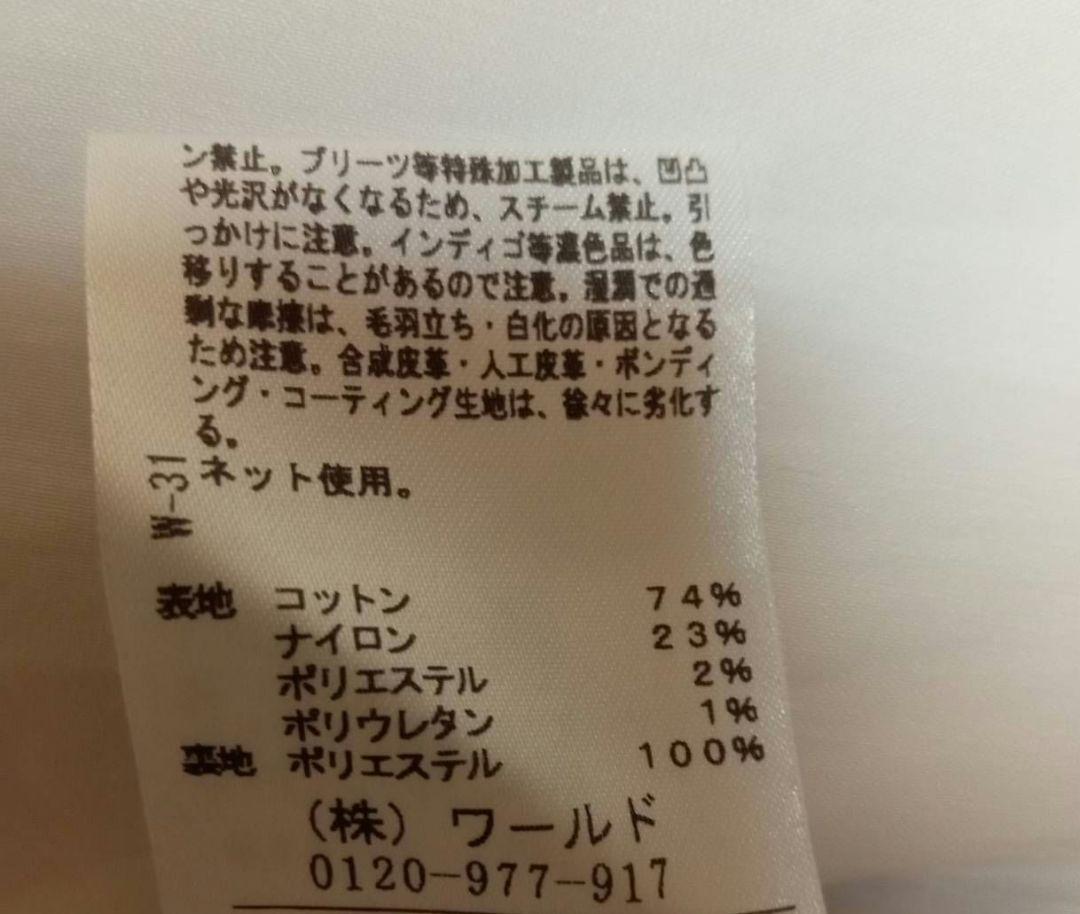 ン禁止。プリーツ等特殊加工製品は、凹凸
や光沢がなくなるため、スチーム禁止。引
っかけに注意。インディゴ等濃色品は、色
移りすることがあるので注意。湿潤での過
剰な摩擦は、毛羽立ち・白化の原因となる
ため注意。合成皮革・人工皮革・ボンディ
ング・コーティング生地は、徐々に劣化す
る。
ネット使用。
W-31
表地 コットン 74%
ナイロン 23%
ポリエステル 2%
ポリウレタン 1%
裏地 ポリエステル 100%
(株) ワールド
0120-977-917